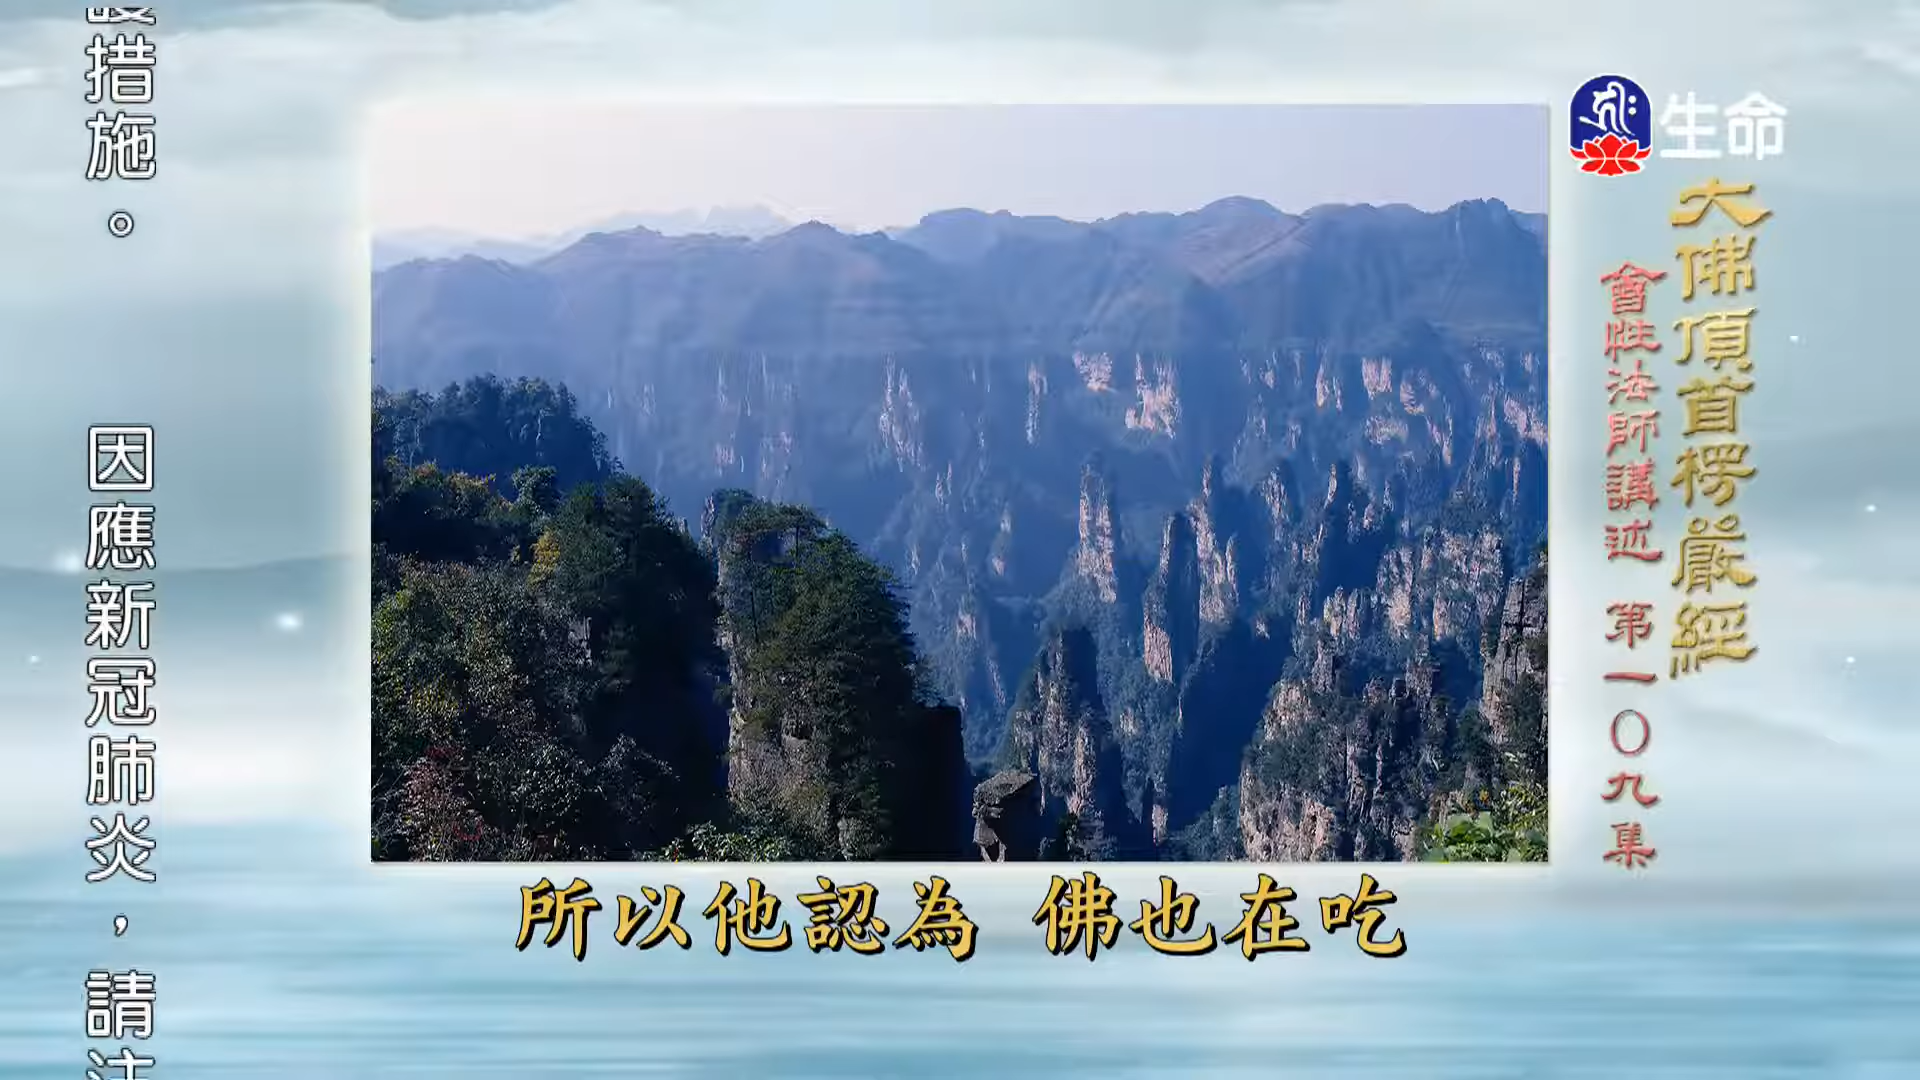 生命
大佛頂首楞嚴經
會性法師講述 第一〇九集
措施。 因應新冠肺炎，請注
所以他認為 佛也在吃